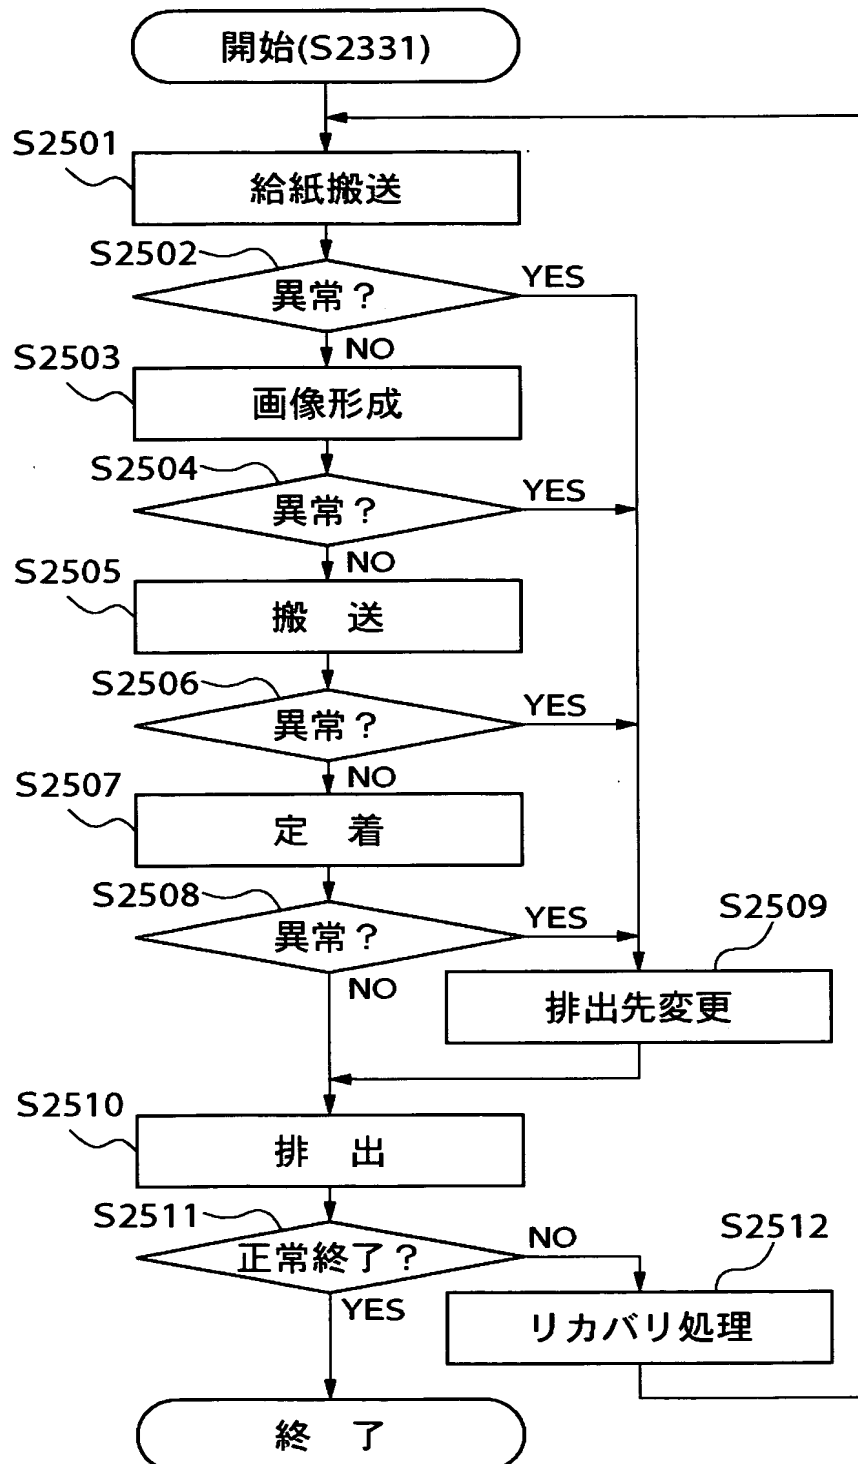 開始(S2331)
S2501
給紙搬送
S2502
異常？
YES
NO
S2503
画像形成
S2504
異常？
YES
NO
S2505
搬　送
S2506
異常？
YES
NO
S2507
定　着
S2508
異常？
YES
NO
S2509
排出先変更
S2510
排　出
S2511
正常終了？
NO
YES
S2512
リカバリ処理
終　了